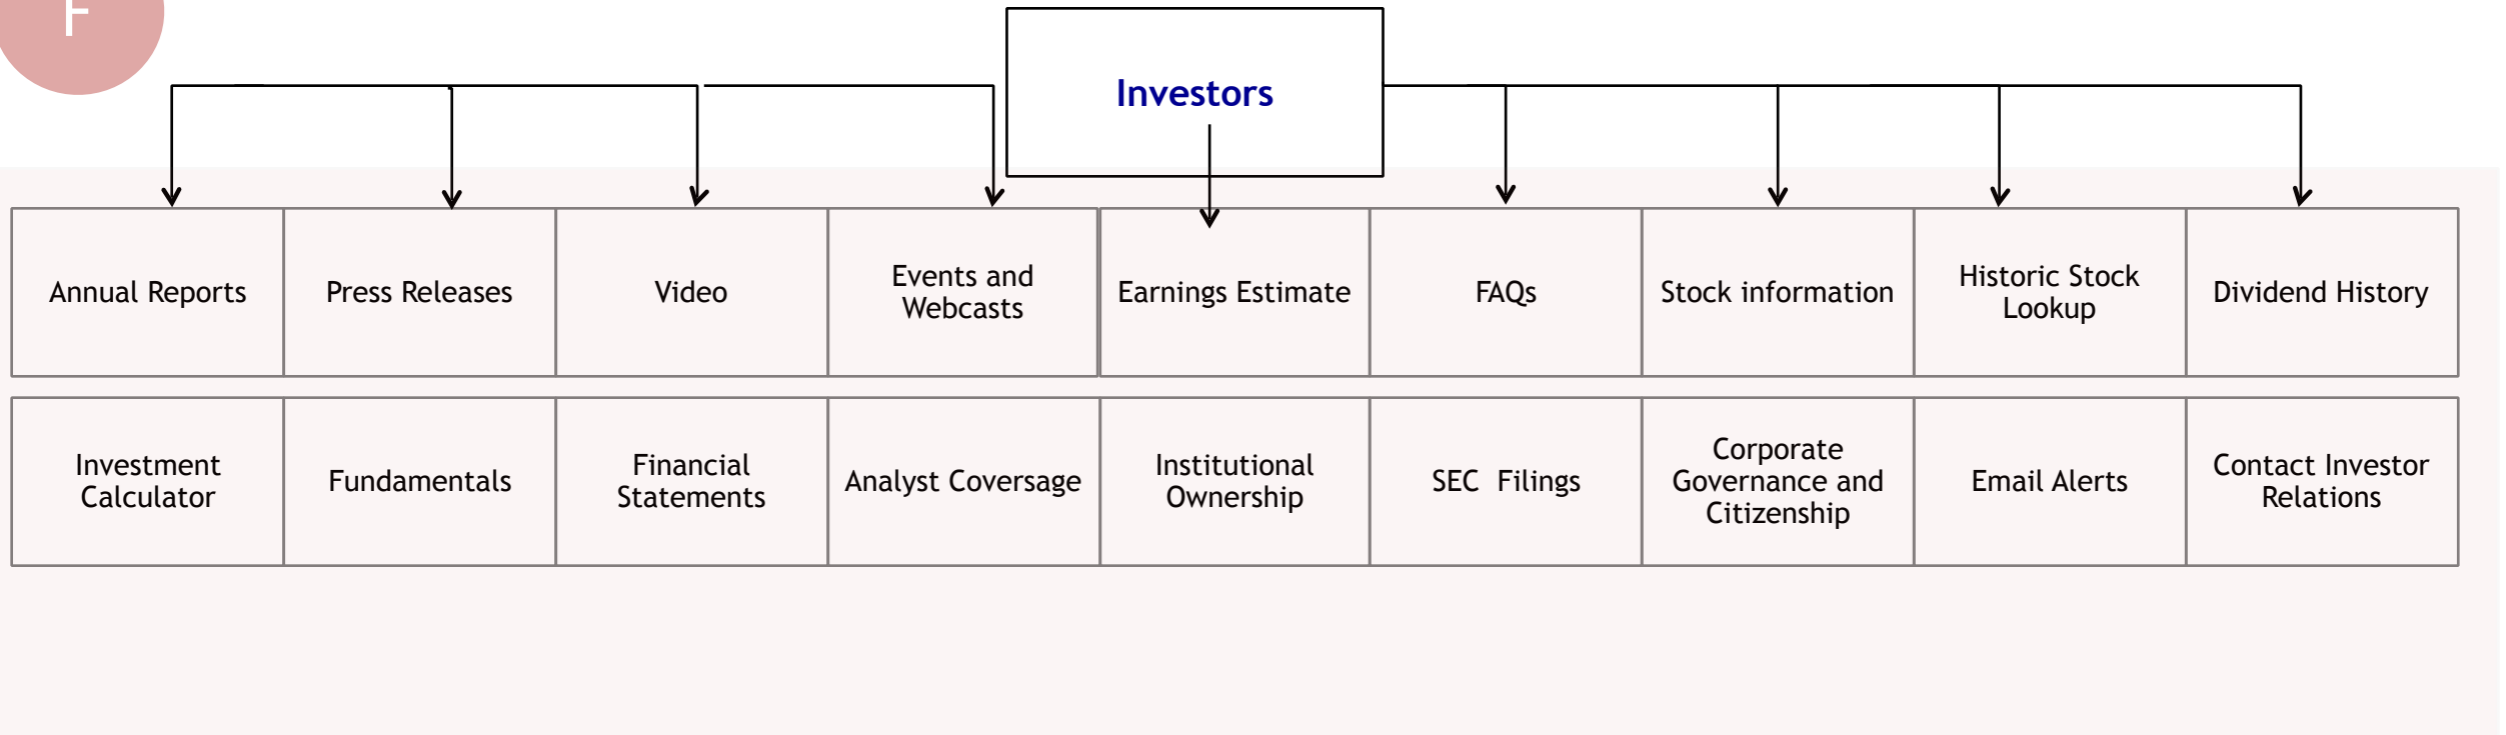 F
Investors
Annual Reports
Press Releases
Video
Events and
Webcasts
Earnings Estimate
FAQs
Stock information
Historic Stock
Lookup
Dividend History
Investment
Calculator
Fundamentals
Financial
Statements
Analyst Coversage
Institutional
Ownership
SEC  Filings
Corporate
Governance and
Citizenship
Email Alerts
Contact Investor
Relations